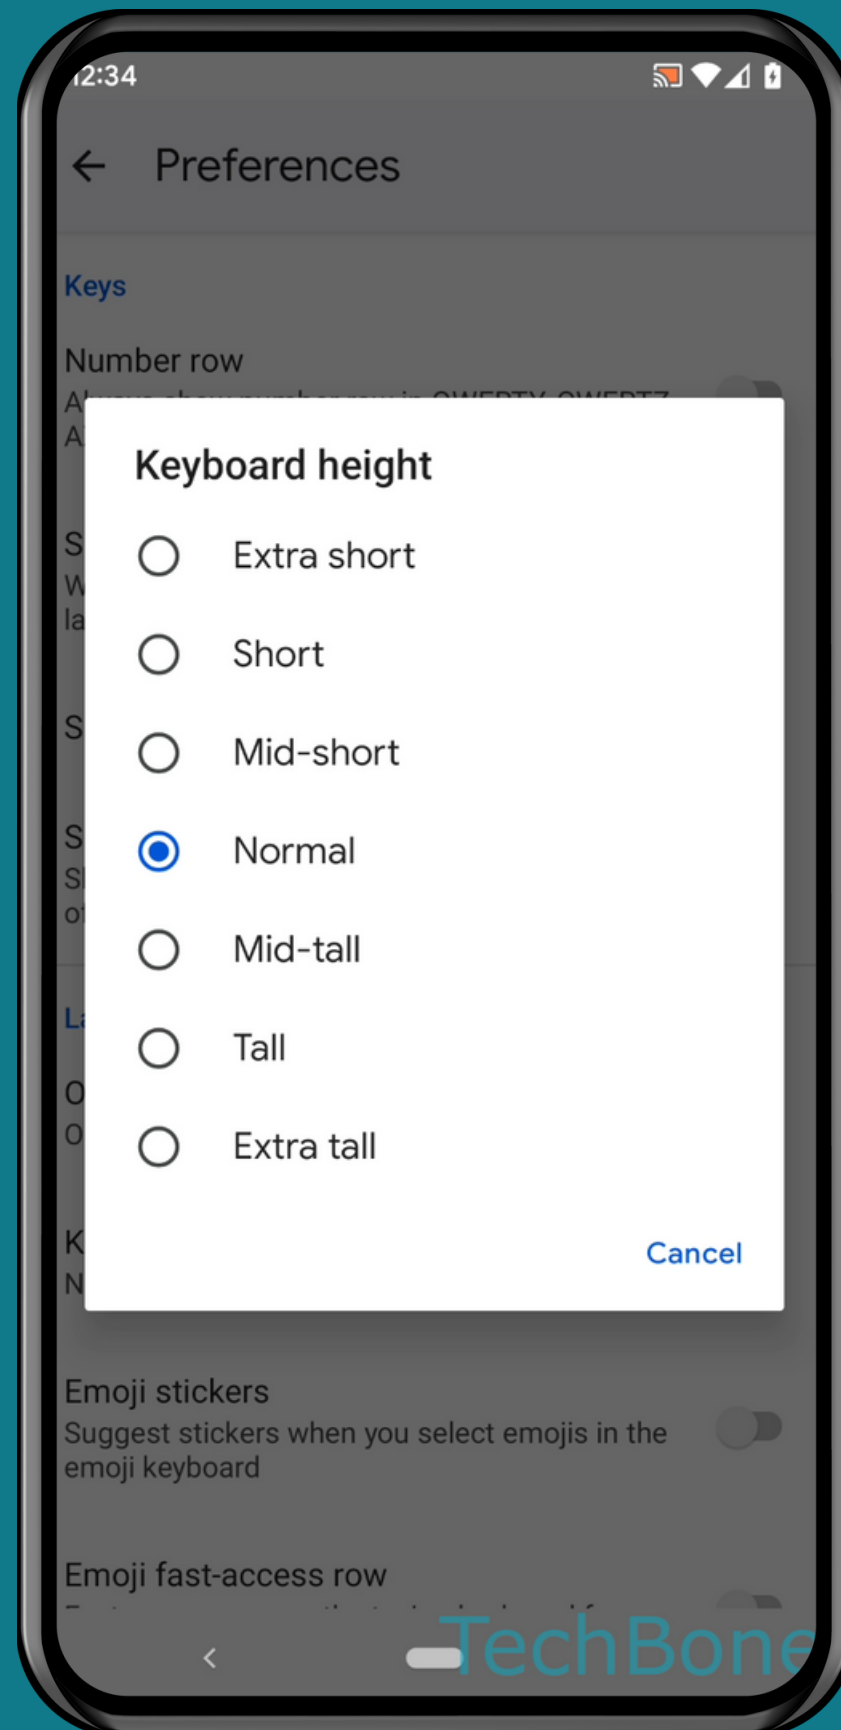 12:34
Preferences
Keys
Number row
Keyboard height
Extra short
Short
Mid-short
Normal
Mid-tall
Tall
Extra tall
Cancel
Emoji stickers
Suggest stickers when you select emojis in the
emoji keyboard
Emoji fast-access row
TechBone